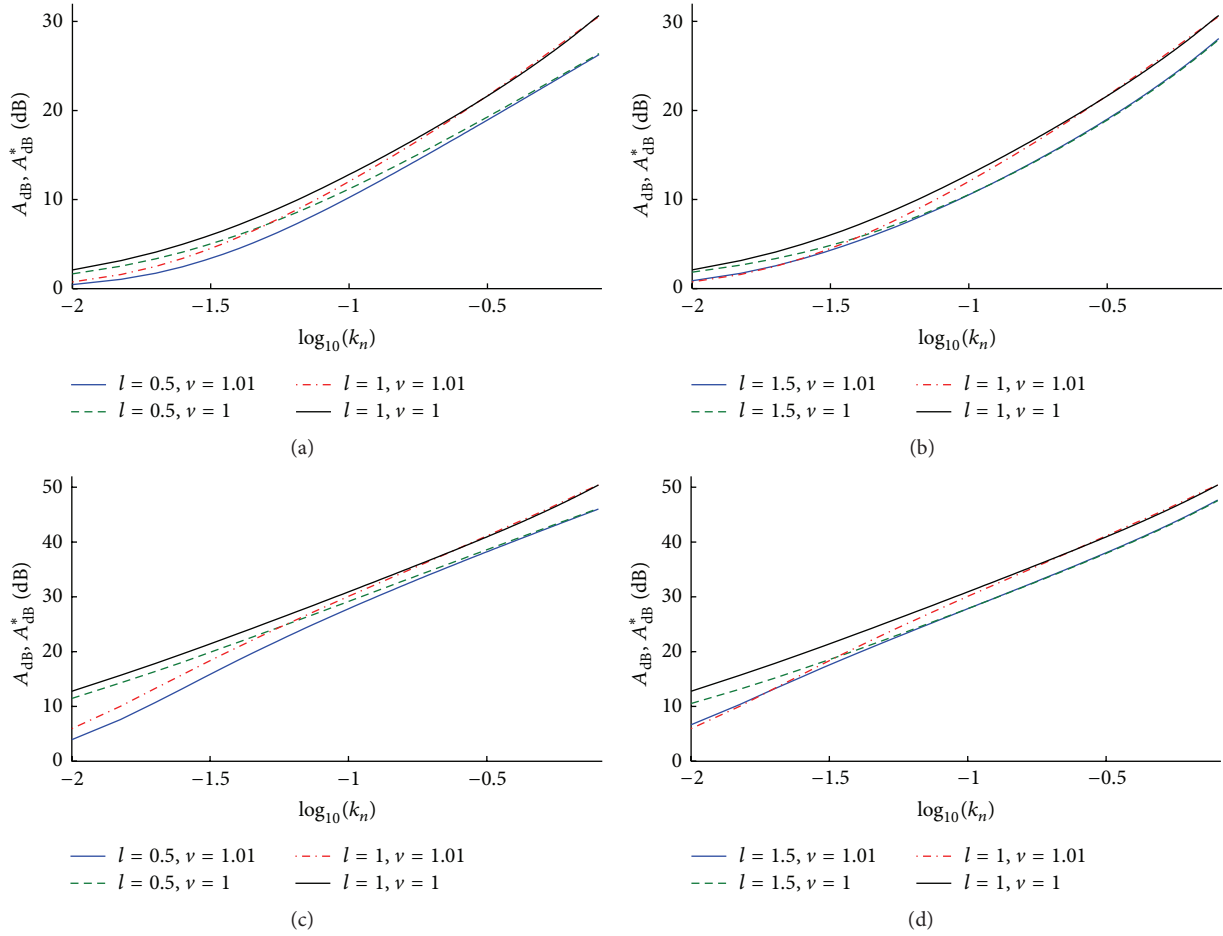 30
20
10
0
A_dB, A*_dB (dB)
−2 −1.5 −1 −0.5
log10(k_n)
l = 0.5, ν = 1.01 l = 1, ν = 1.01
l = 0.5, ν = 1 l = 1, ν = 1
(a)
30
20
10
0
A_dB, A*_dB (dB)
−2 −1.5 −1 −0.5
log10(k_n)
l = 1.5, ν = 1.01 l = 1, ν = 1.01
l = 1.5, ν = 1 l = 1, ν = 1
(b)
50
40
30
20
10
0
A_dB, A*_dB (dB)
−2 −1.5 −1 −0.5
log10(k_n)
l = 0.5, ν = 1.01 l = 1, ν = 1.01
l = 0.5, ν = 1 l = 1, ν = 1
(c)
50
40
30
20
10
0
A_dB, A*_dB (dB)
−2 −1.5 −1 −0.5
log10(k_n)
l = 1.5, ν = 1.01 l = 1, ν = 1.01
l = 1.5, ν = 1 l = 1, ν = 1
(d)